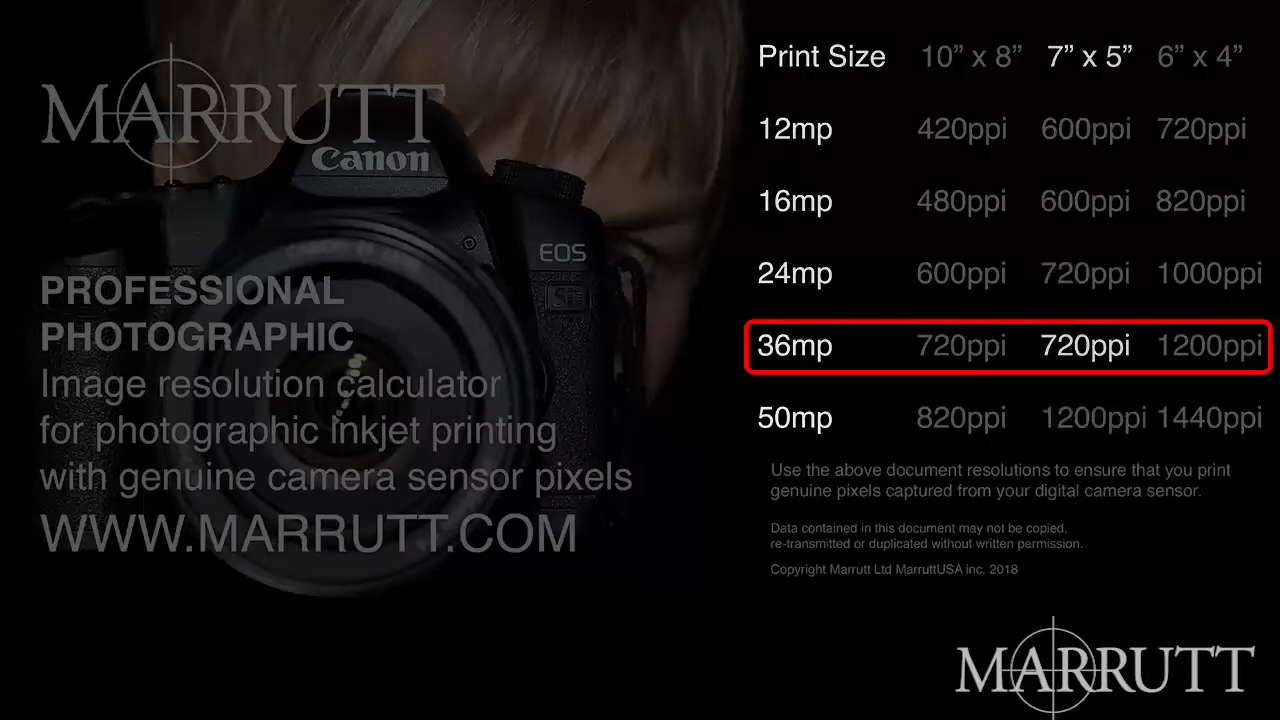 MARRUTT
Canon
EOS
PROFESSIONAL
PHOTOGRAPHIC
Image resolution calculator
for photographic inkjet printing
with genuine camera sensor pixels
WWW.MARRUTT.COM
Print Size 10” x 8” 7” x 5” 6” x 4”
12mp 420ppi 600ppi 720ppi
16mp 480ppi 600ppi 820ppi
24mp 600ppi 720ppi 1000ppi
36mp 720ppi 720ppi 1200ppi
50mp 820ppi 1200ppi 1440ppi
Use the above document resolutions to ensure that you print
genuine pixels captured from your digital camera sensor.
Data contained in this document may not be copied,
re-transmitted or duplicated without written permission.
Copyright Marrutt Ltd MarruttUSA inc. 2018
MARRUTT